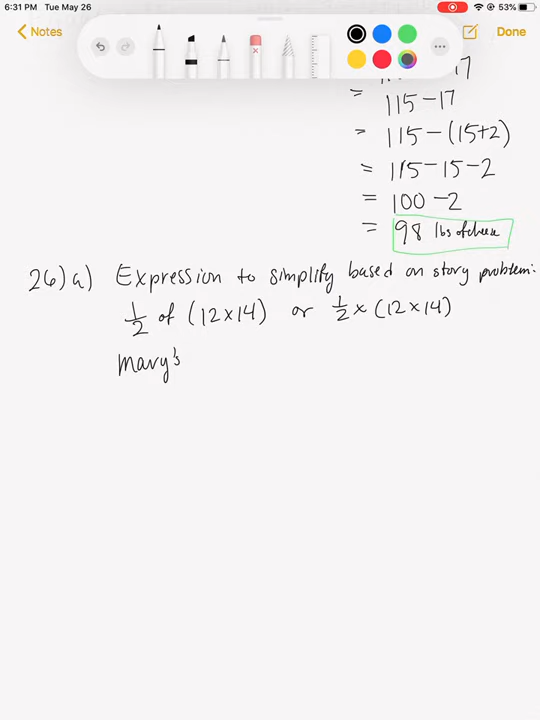 6:31 PM Tue May 26
53%
Notes
Done
17
= 115-17
= 115-(15+2)
= 115-15-2
= 100-2
= 98 lbs of cheese
26) a) Expression to simplify based on story problem:
1/2 of (12×14) or 1/2 × (12×14)
Mary's